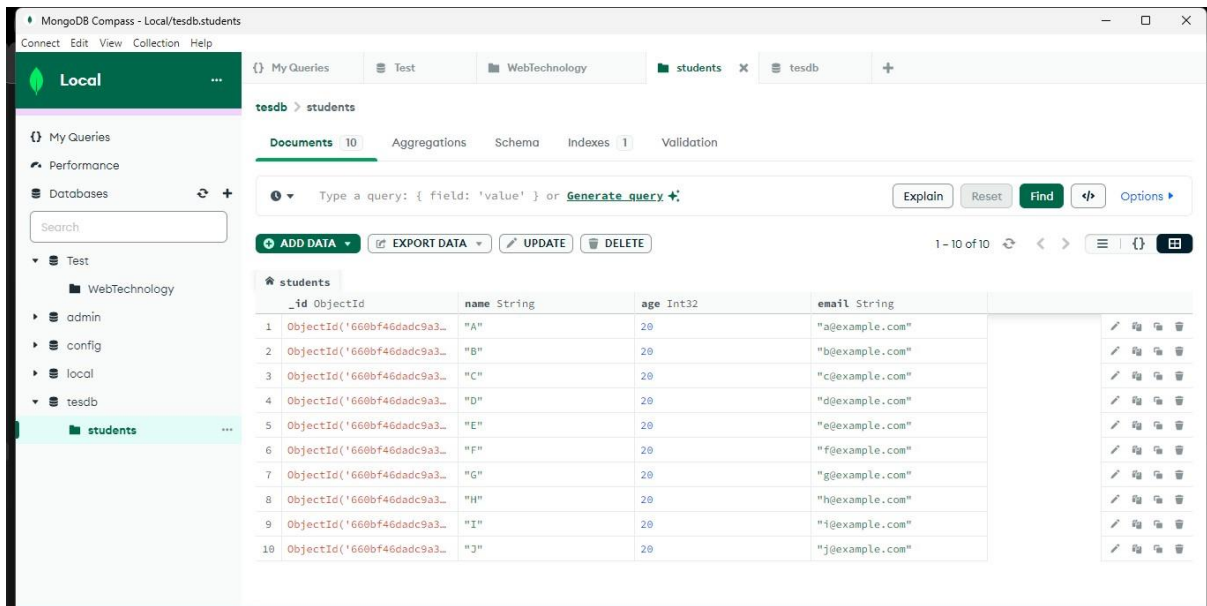 MongoDB Compass - Local/tesdb.students
Connect Edit View Collection Help
Local ...
{} My Queries Test WebTechnology students tesdb
tesdb > students
{} My Queries
Performance
Databases
Search
Test
WebTechnology
admin
config
local
tesdb
students ...
Documents 10 Aggregations Schema Indexes 1 Validation
Type a query: { field: 'value' } or Generate query
Explain Reset Find </> Options
ADD DATA EXPORT DATA UPDATE DELETE
1 – 10 of 10 {}
students
_id ObjectId name String age Int32 email String
1 ObjectId('660bf46dadc9a3… "A" 20 "a@example.com"
2 ObjectId('660bf46dadc9a3… "B" 20 "b@example.com"
3 ObjectId('660bf46dadc9a3… "C" 20 "c@example.com"
4 ObjectId('660bf46dadc9a3… "D" 20 "d@example.com"
5 ObjectId('660bf46dadc9a3… "E" 20 "e@example.com"
6 ObjectId('660bf46dadc9a3… "F" 20 "f@example.com"
7 ObjectId('660bf46dadc9a3… "G" 20 "g@example.com"
8 ObjectId('660bf46dadc9a3… "H" 20 "h@example.com"
9 ObjectId('660bf46dadc9a3… "I" 20 "i@example.com"
10 ObjectId('660bf46dadc9a3… "J" 20 "j@example.com"